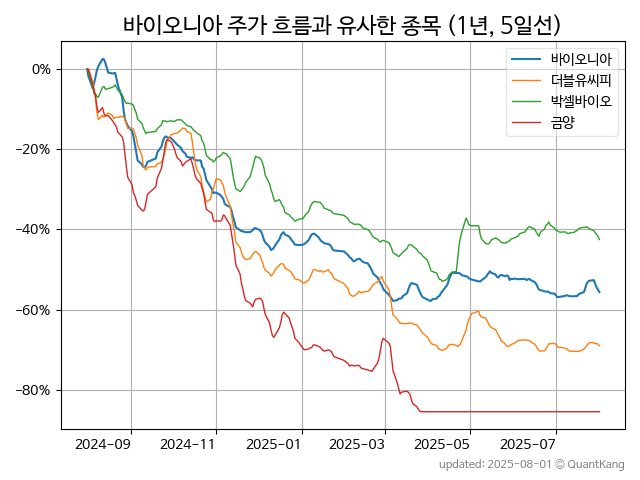 바이오니아 주가 흐름과 유사한 종목 (1년, 5일선)
바이오니아
더블유씨피
박셀바이오
금양
0%
−20%
−40%
−60%
−80%
2024−09 2024−11 2025−01 2025−03 2025−05 2025−07
updated: 2025-08-01 © QuantKang